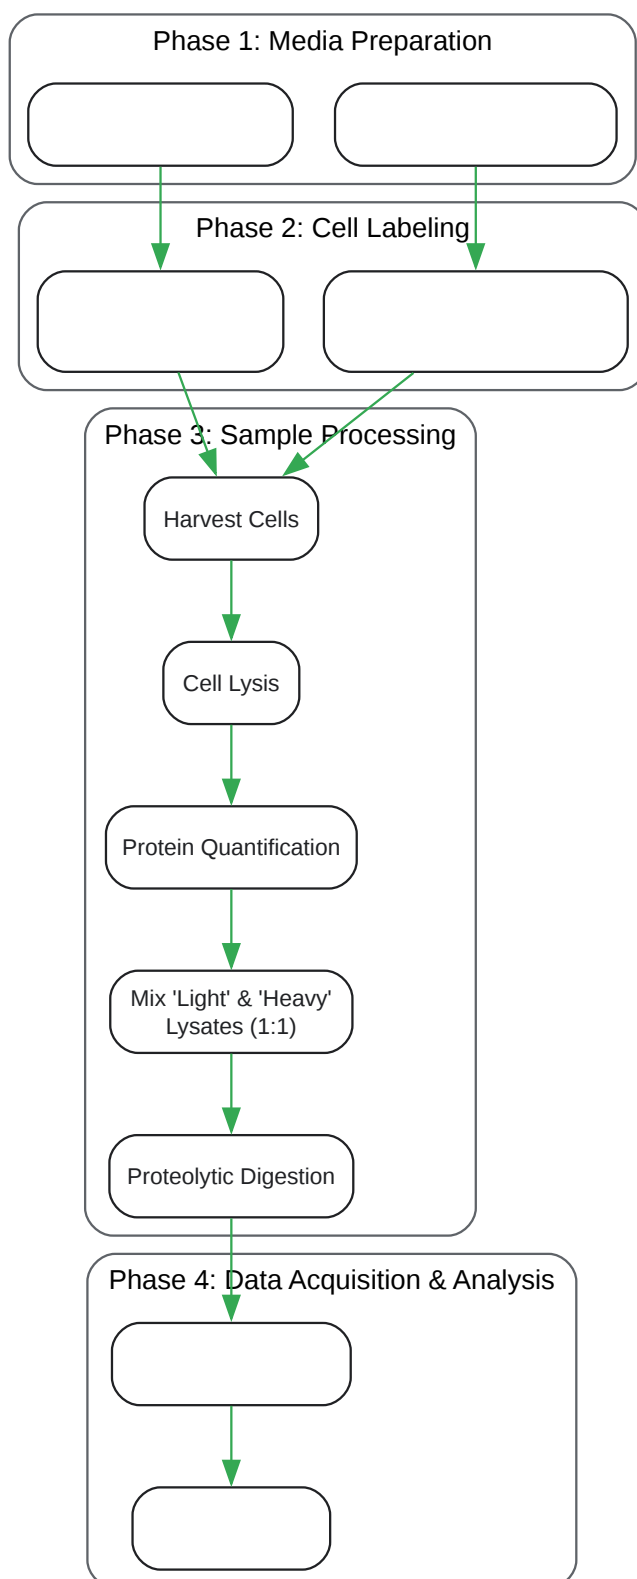 Phase 1: Media Preparation
Phase 2: Cell Labeling
Phase 3: Sample Processing
Harvest Cells
Cell Lysis
Protein Quantification
Mix 'Light' & 'Heavy'
Lysates (1:1)
Proteolytic Digestion
Phase 4: Data Acquisition & Analysis